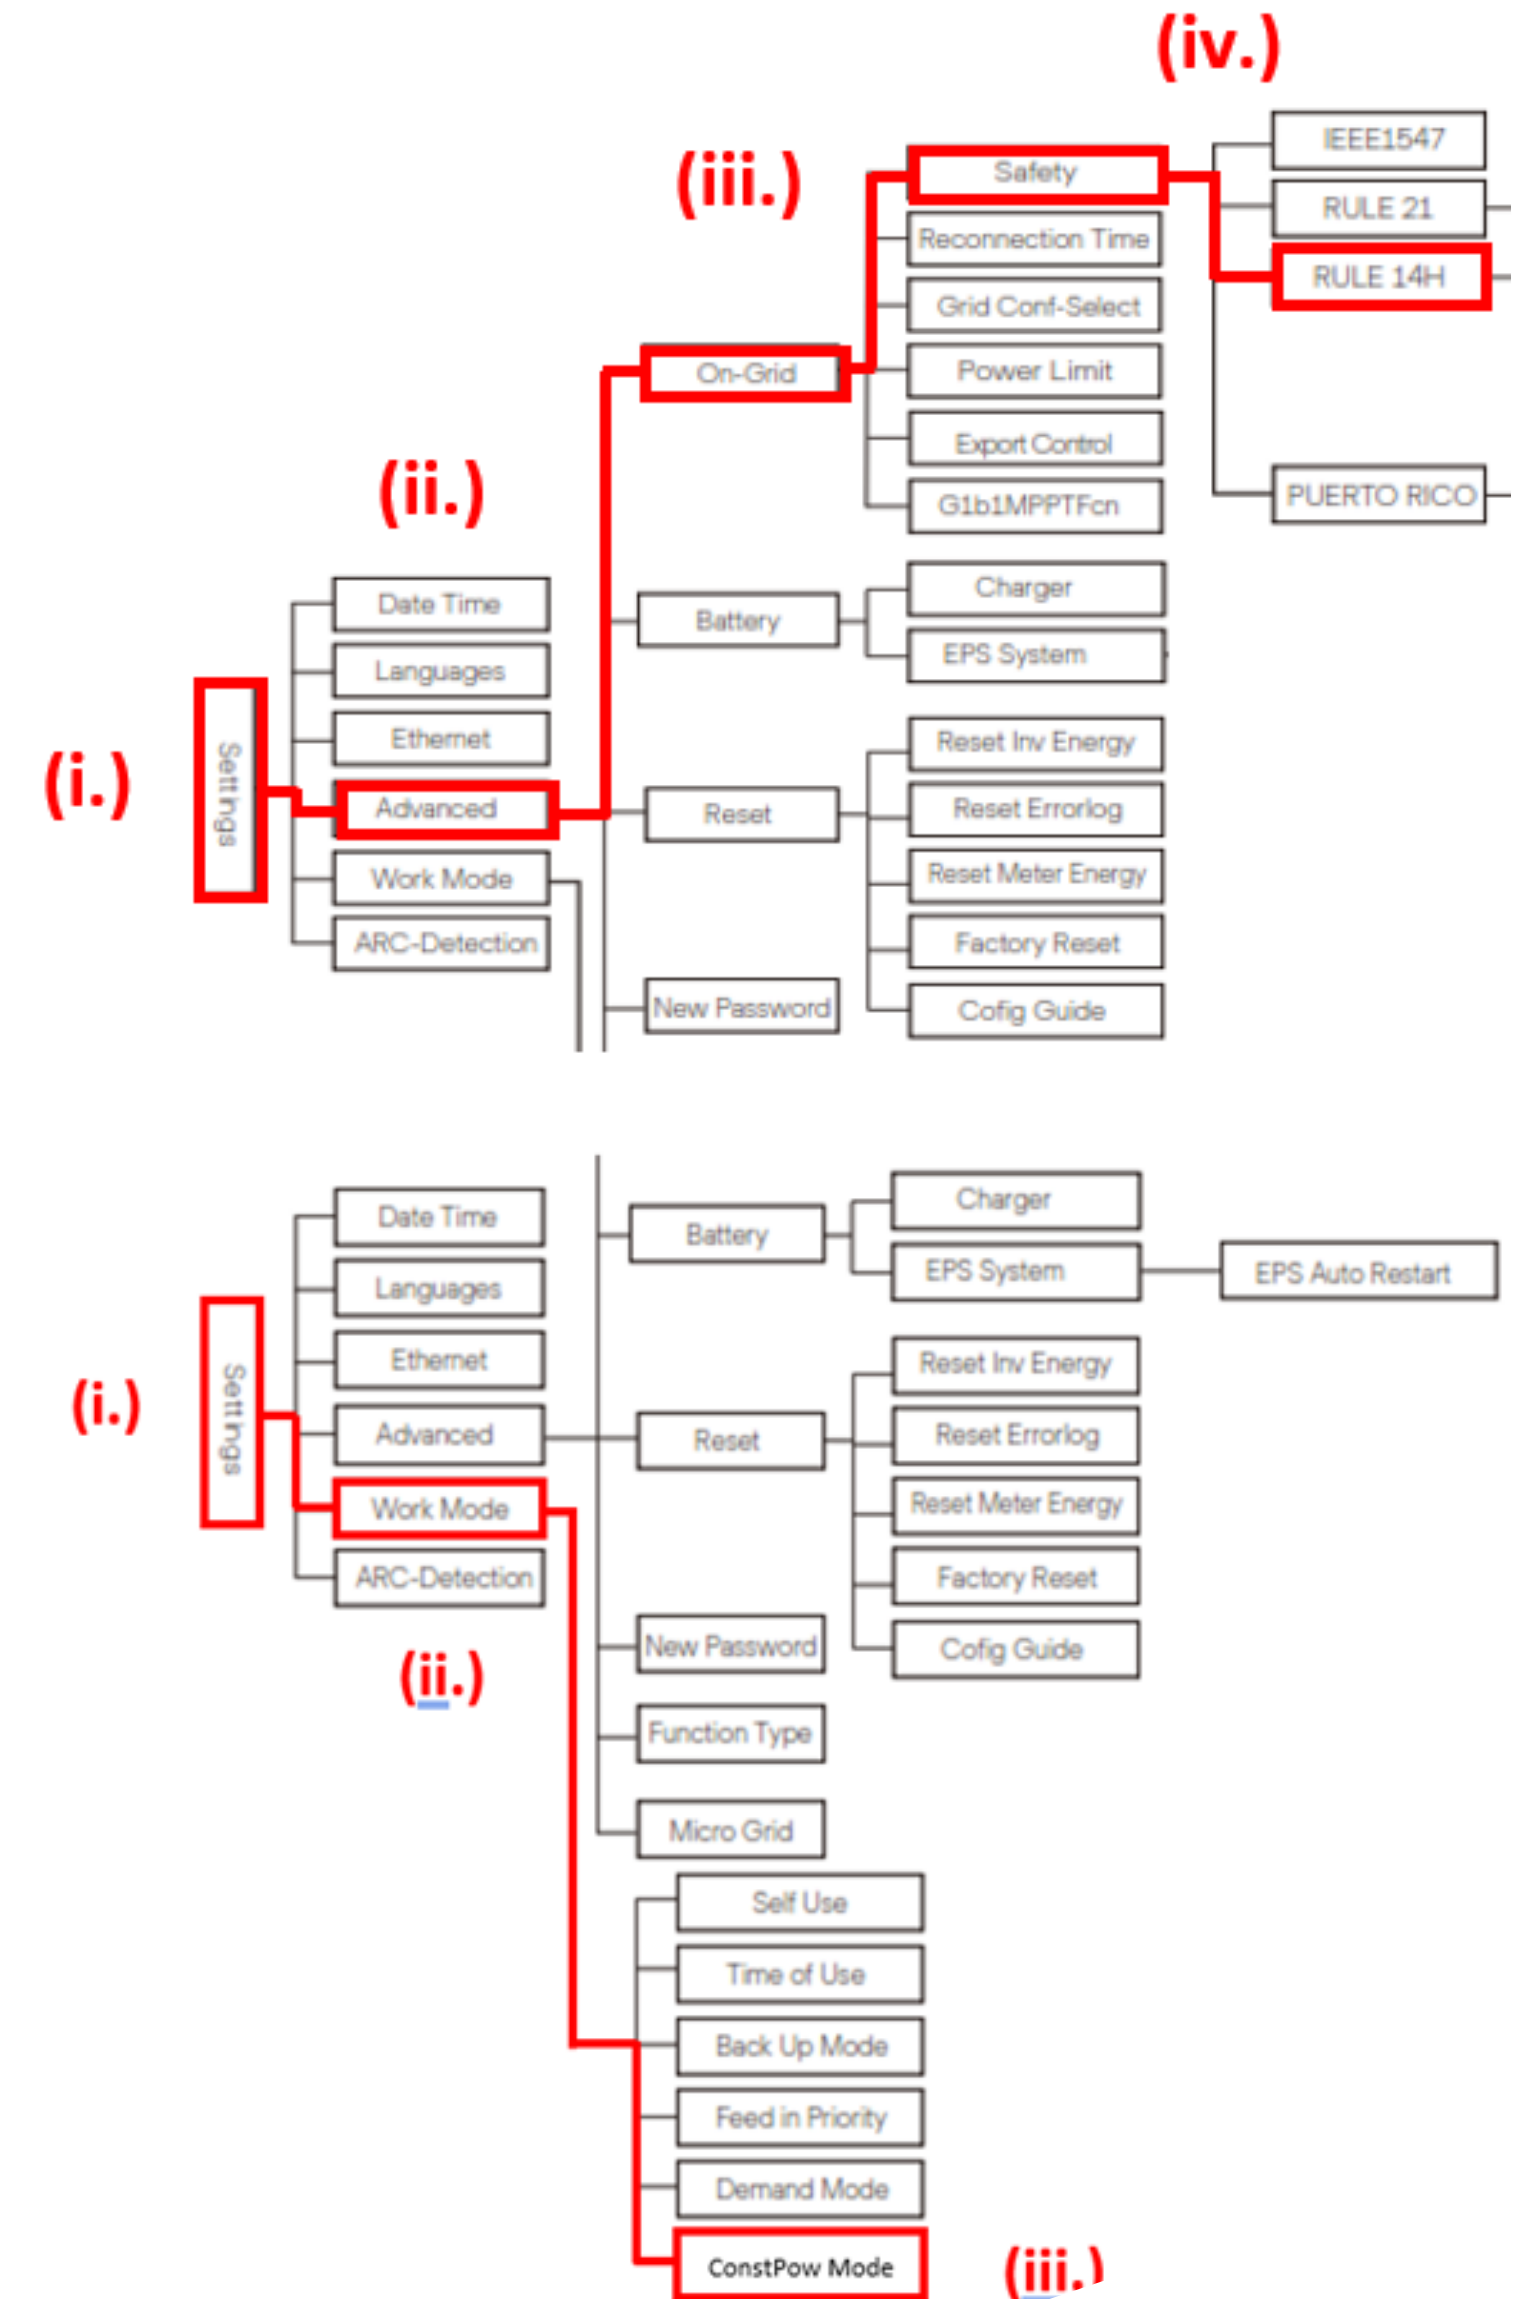 (iv.)
IEEE1547
(iii.)
Safety
RULE 21
Reconnection Time
RULE 14H
Grid Conf-Select
On-Grid
Power Limit
Export Control
(ii.)
PUERTO RICO
G1b1MPPTFcn
Charger
Date Time
Battery
EPS System
Languages
Ethernet
Reset Inv Energy
(i.)
Settings
Advanced
Reset
Reset Errorlog
Work Mode
Reset Meter Energy
ARC-Detection
Factory Reset
New Password
Cofig Guide
Charger
Date Time
Battery
EPS System
EPS Auto Restart
Languages
Ethernet
Reset Inv Energy
(i.)
Settings
Advanced
Reset
Reset Errorlog
Work Mode
Reset Meter Energy
ARC-Detection
Factory Reset
New Password
Cofig Guide
(ii.)
Function Type
Micro Grid
Self Use
Time of Use
Back Up Mode
Feed in Priority
Demand Mode
ConstPow Mode
(iii.)